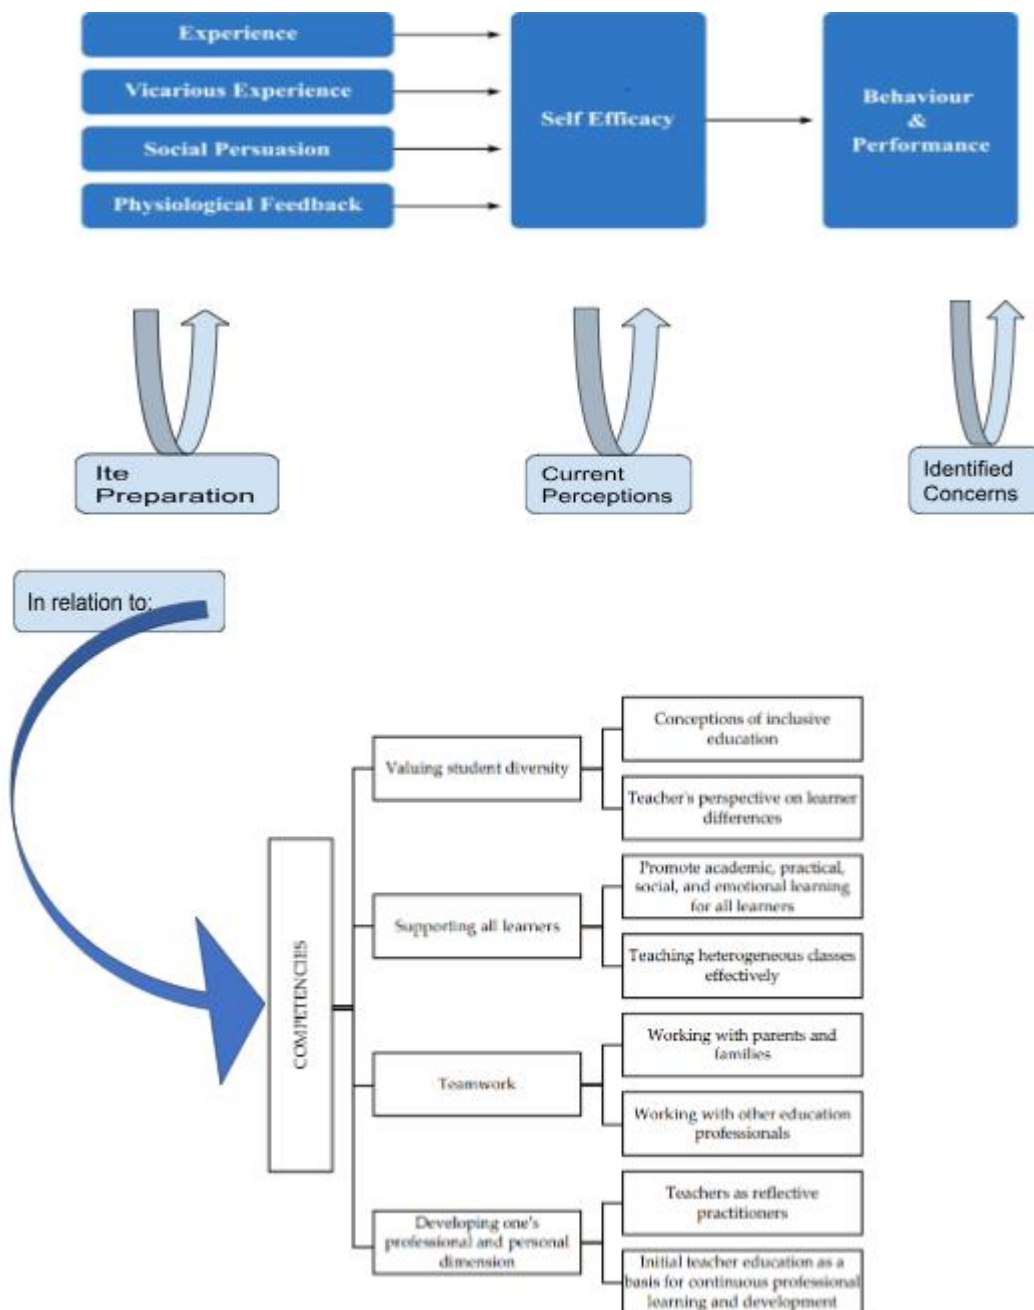 Experience
Vicarious Experience
Social Persuasion
Physiological Feedback
Self Efficacy
Behaviour
&
Performance
Ite
Preparation
Current
Perceptions
Identified
Concerns
In relation to:
COMPETENCIES
Valuing student diversity
Conceptions of inclusive
education
Teacher's perspective on learner
differences
Supporting all learners
Promote academic, practical,
social, and emotional learning
for all learners
Teaching heterogeneous classes
effectively
Teamwork
Working with parents and
families
Working with other education
professionals
Developing one's
professional and personal
dimension
Teachers as reflective
practitioners
Initial teacher education as a
basis for continuous professional
learning and development